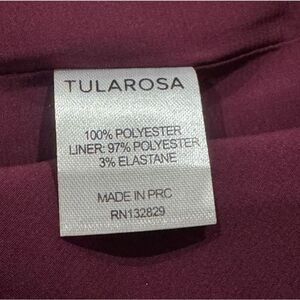 TULAROSA
100% POLYESTER
LINER: 97% POLYESTER
3% ELASTANE
MADE IN PRC
RN132829